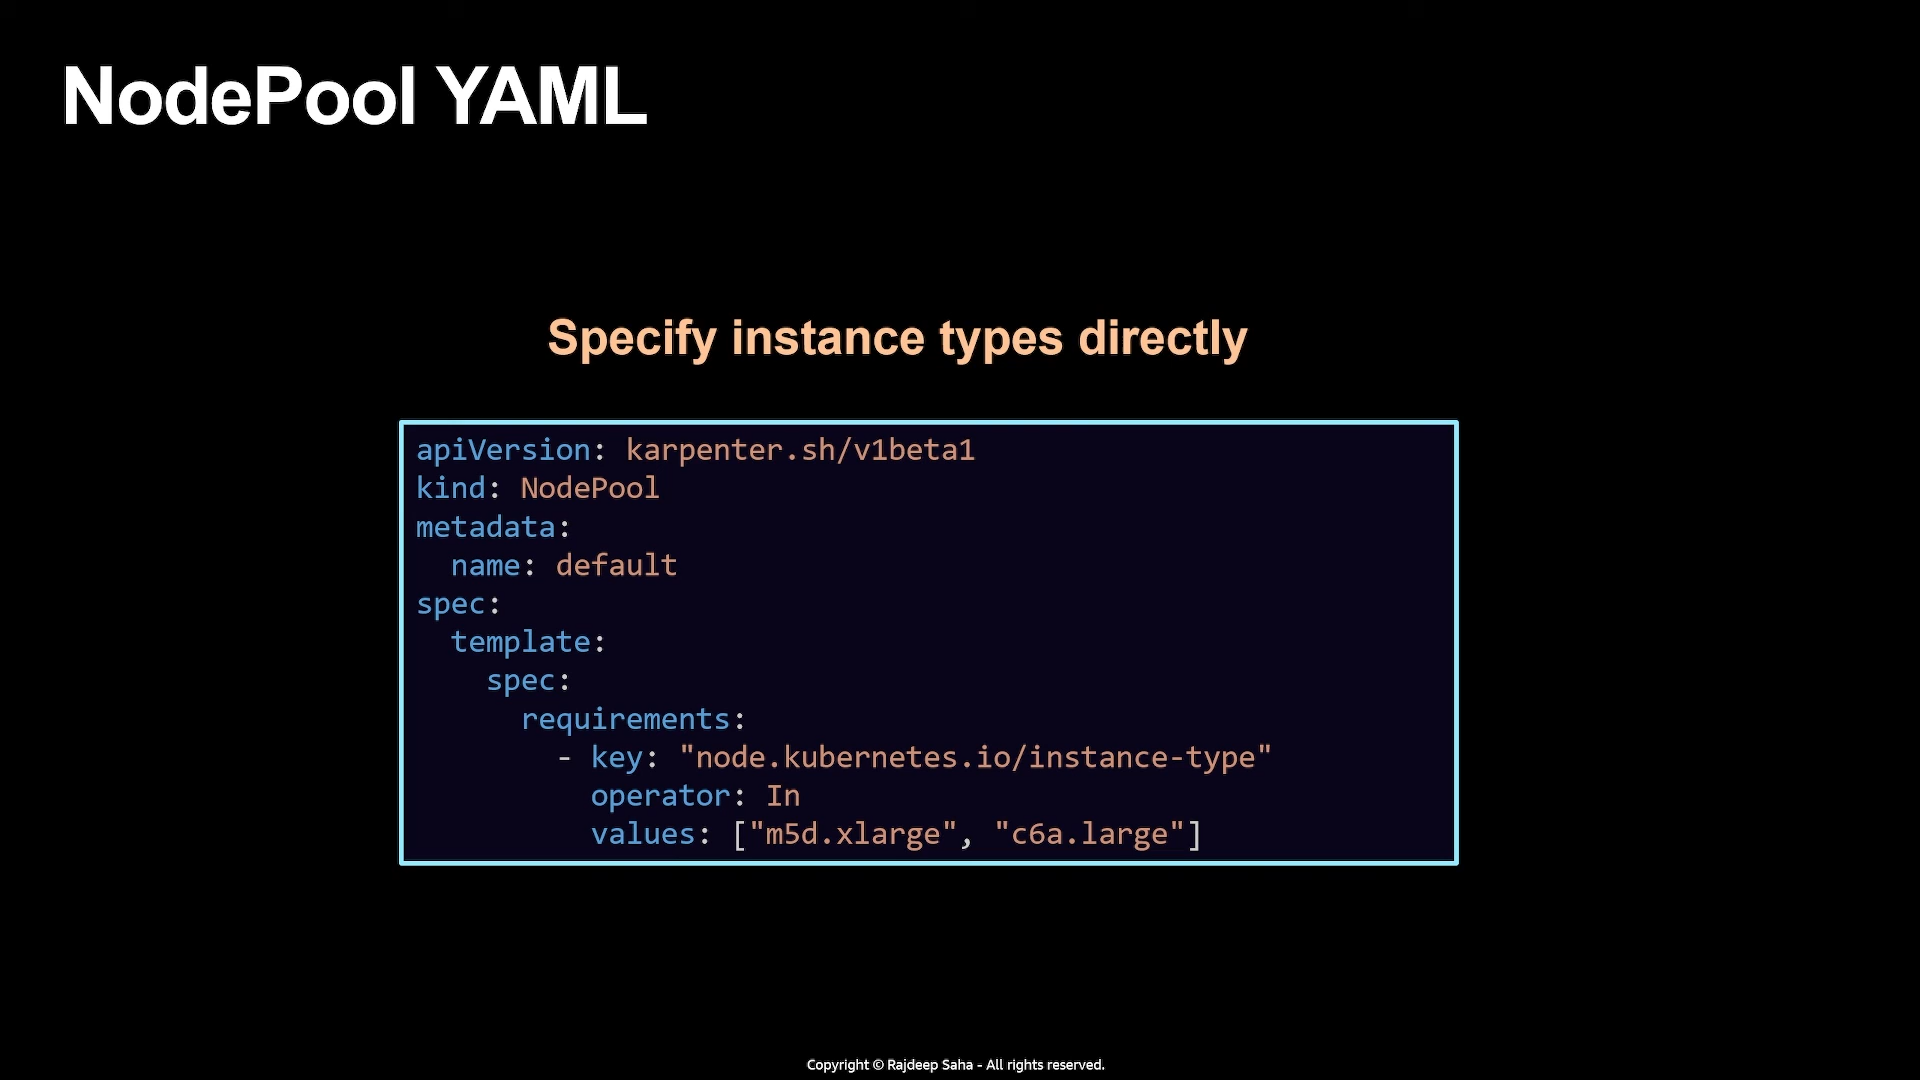 NodePool YAML
Specify instance types directly
apiVersion: karpenter.sh/v1beta1
kind: NodePool
metadata:
  name: default
spec:
  template:
    spec:
      requirements:
        - key: "node.kubernetes.io/instance-type"
          operator: In
          values: ["m5d.xlarge", "c6a.large"]
Copyright © Rajdeep Saha - All rights reserved.